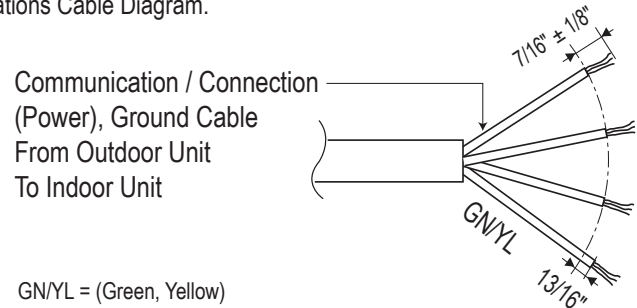 ations Cable Diagram.
7/16" ± 1/8"
Communication / Connection
(Power), Ground Cable
From Outdoor Unit
To Indoor Unit
GN/YL
13/16"
GN/YL = (Green, Yellow)